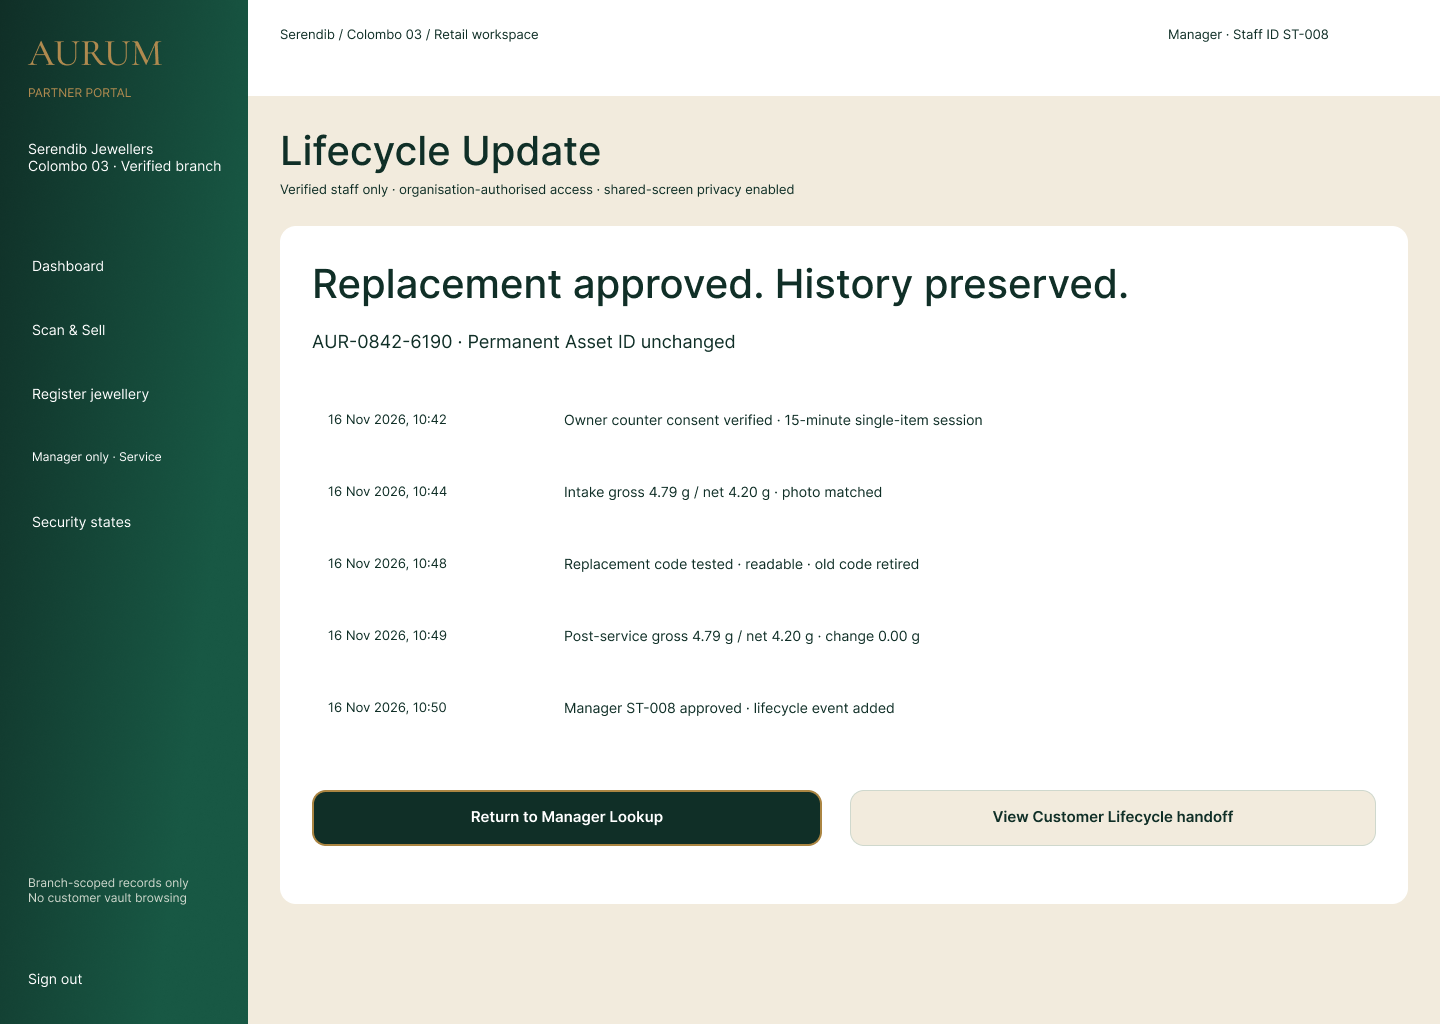 AURUM
PARTNER PORTAL
Serendib Jewellers
Colombo 03 · Verified branch
Dashboard
Scan & Sell
Register jewellery
Manager only · Service
Security states
Branch-scoped records only
No customer vault browsing
Sign out
Serendib / Colombo 03 / Retail workspace
Manager · Staff ID ST-008
Lifecycle Update
Verified staff only · organisation-authorised access · shared-screen privacy enabled
Replacement approved. History preserved.
AUR-0842-6190 · Permanent Asset ID unchanged
16 Nov 2026, 10:42 Owner counter consent verified · 15-minute single-item session
16 Nov 2026, 10:44 Intake gross 4.79 g / net 4.20 g · photo matched
16 Nov 2026, 10:48 Replacement code tested · readable · old code retired
16 Nov 2026, 10:49 Post-service gross 4.79 g / net 4.20 g · change 0.00 g
16 Nov 2026, 10:50 Manager ST-008 approved · lifecycle event added
Return to Manager Lookup
View Customer Lifecycle handoff